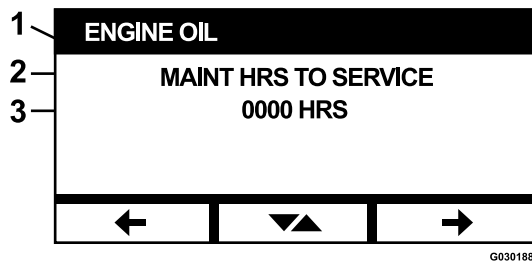 1 ENGINE OIL
2 MAINT HRS TO SERVICE
3 0000 HRS
G030188